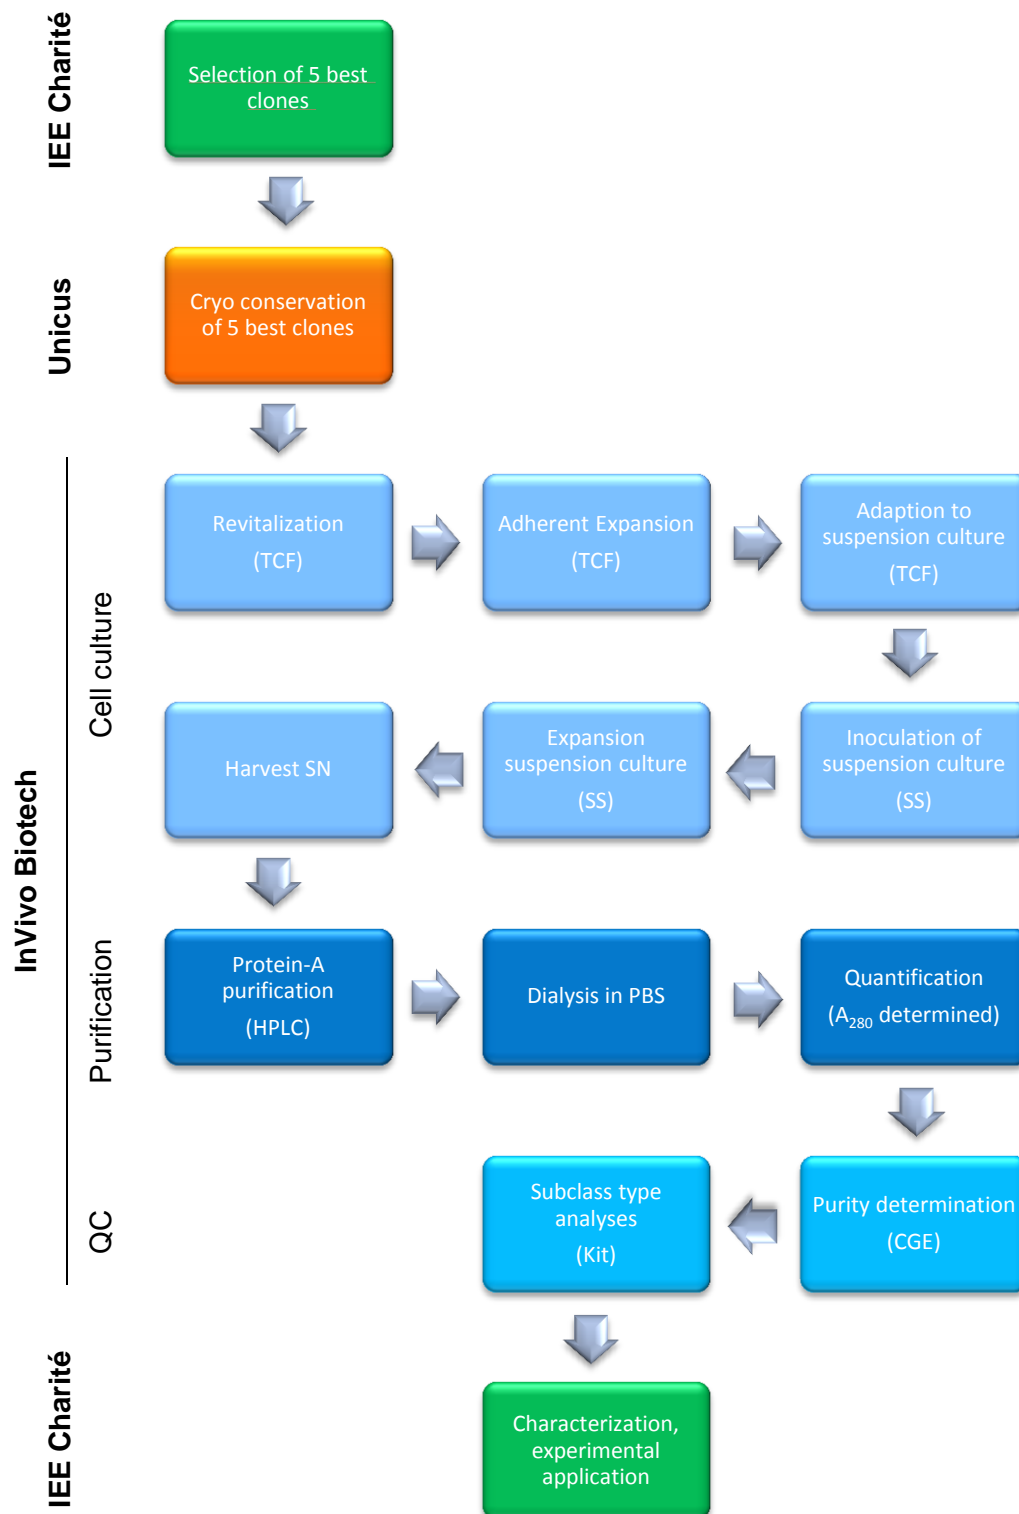 IEE Charité
Selection of 5 best
clones
Unicus
Cryo conservation
of 5 best clones
InVivo Biotech
Cell culture
Revitalization
(TCF)
Adherent Expansion
(TCF)
Adaption to
suspension culture
(TCF)
Harvest SN
Expansion
suspension culture
(SS)
Inoculation of
suspension culture
(SS)
Purification
Protein-A
purification
(HPLC)
Dialysis in PBS
Quantification
(A280 determined)
QC
Subclass type
analyses
(Kit)
Purity determination
(CGE)
IEE Charité
Characterization,
experimental
application